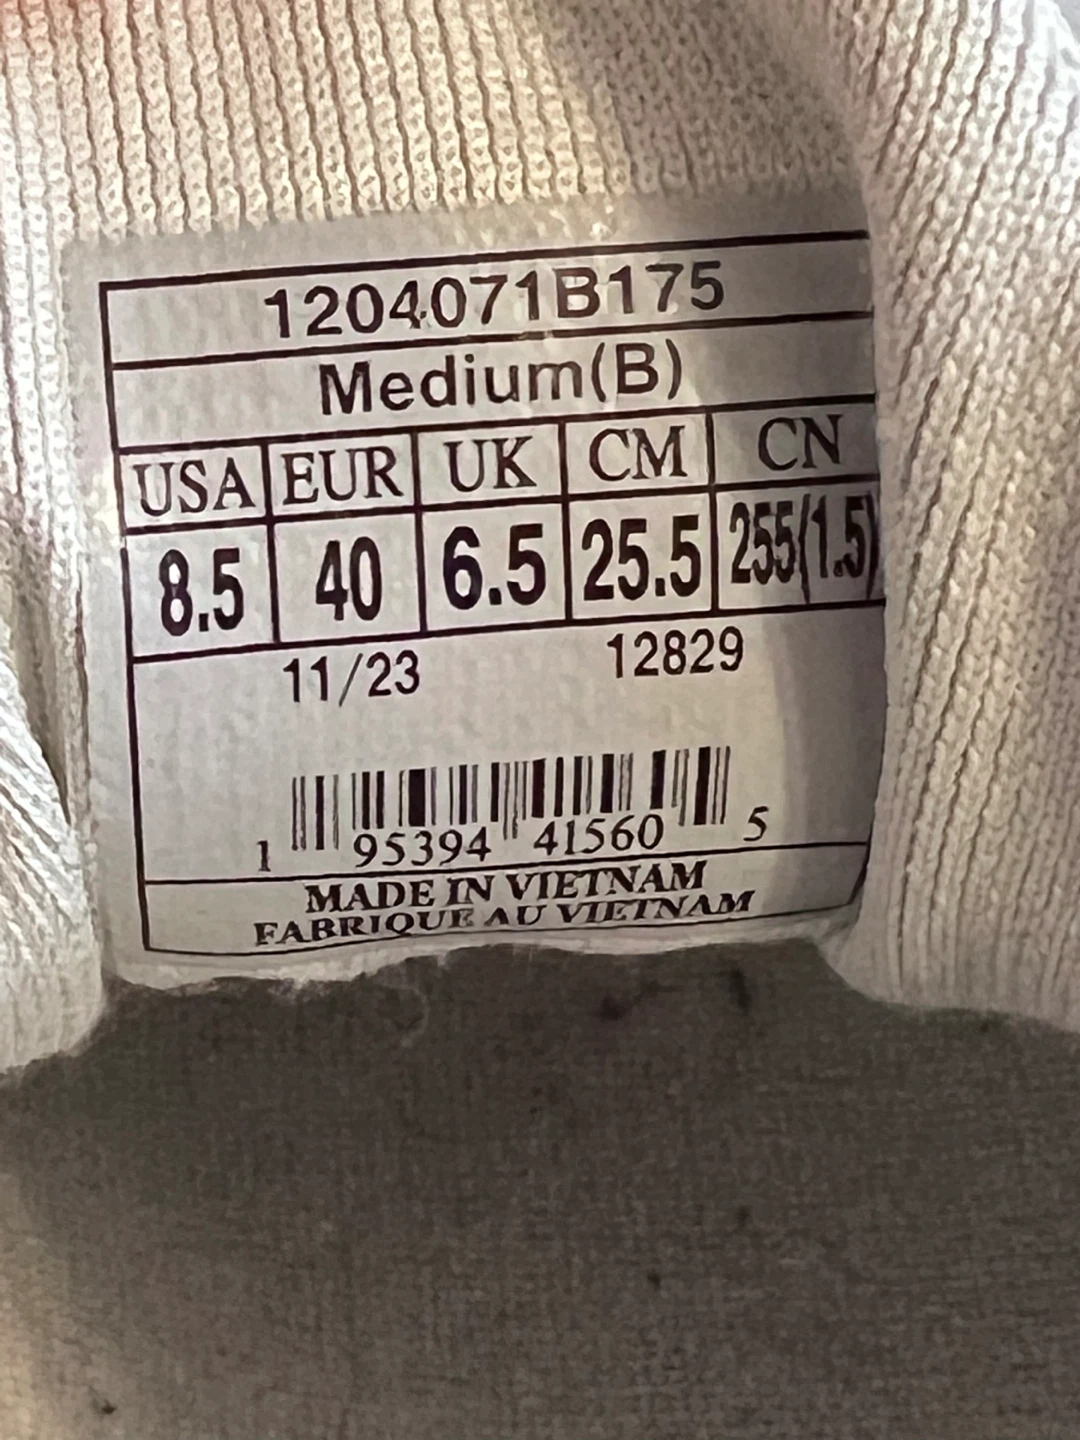 1204071B175
Medium(B)
USA EUR UK CM CN
8.5 40 6.5 25.5 255(1.5)
11/23 12829
1 95394 41560 5
MADE IN VIETNAM
FABRIQUE AU VIETNAM